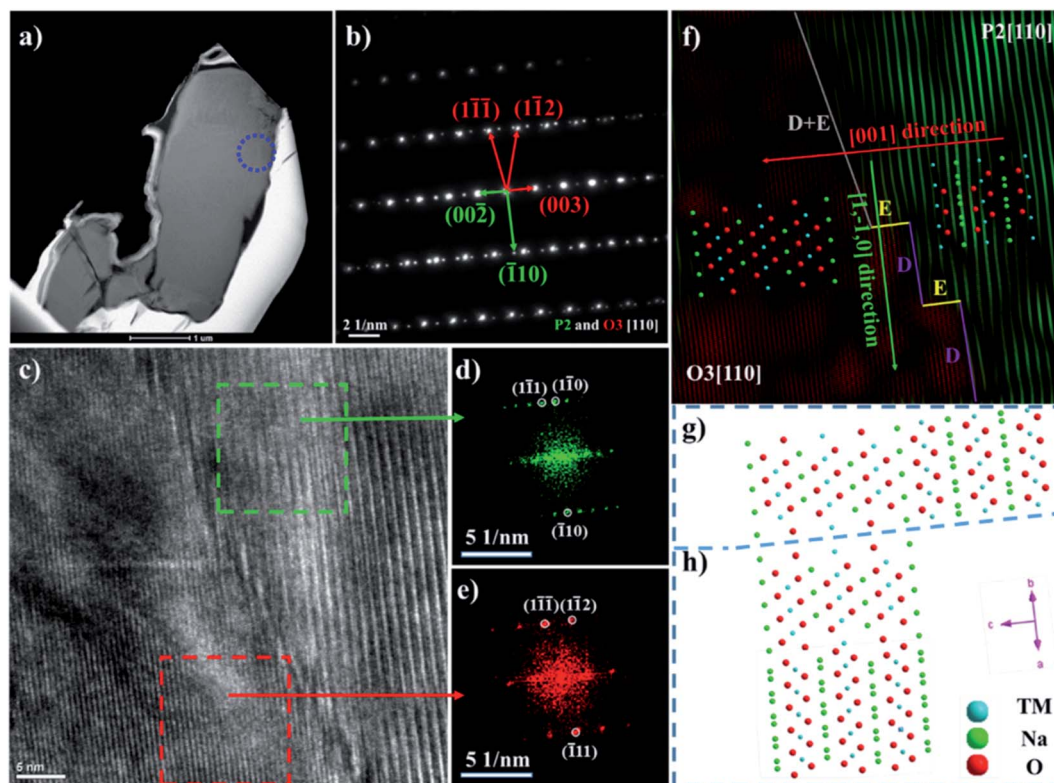 a)
1 um
b)
(11̅1̅)
(11̅2)
(002̅)
(003)
(1̅10)
2 1/nm
P2 and O3 [110]
c)
5 nm
d)
(11̅1)
(11̅0)
(1̅10)
5 1/nm
e)
(11̅1̅)
(11̅2)
(1̅11)
5 1/nm
f)
P2[110]
D+E
[001] direction
E
D
E
D
[1,-1,0] direction
O3[110]
g)
h)
b
c
a
TM
Na
O